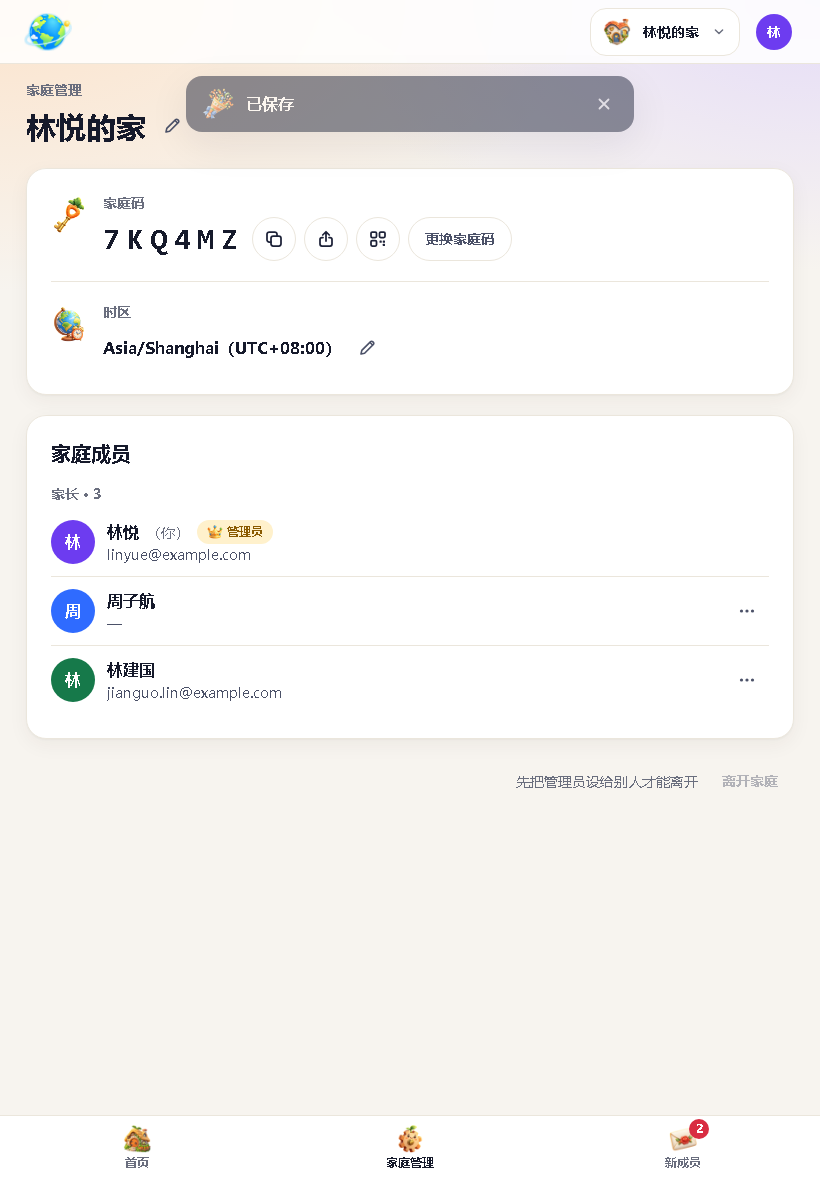 林悦的家
林
家庭管理
已保存
林悦的家
家庭码
7KQ4MZ
更换家庭码
时区
Asia/Shanghai（UTC+08:00）
家庭成员
家长 • 3
林
林悦 （你） 管理员
linyue@example.com
周
周子航
—
林
林建国
jianguo.lin@example.com
先把管理员设给别人才能离开 离开家庭
2
首页 家庭管理 新成员